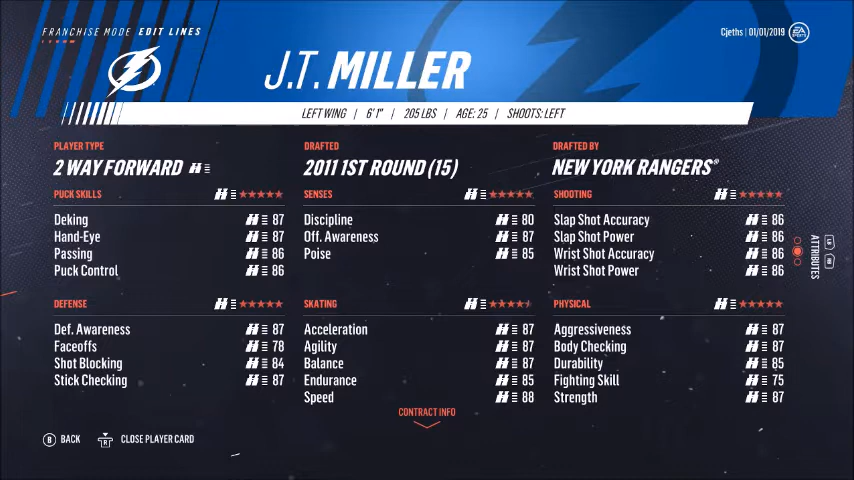 FRANCHISE MODE EDIT LINES
Cjeths | 01/01/2019 EA SPORTS
J.T. MILLER
LEFT WING | 6' 1" | 205 LBS | AGE: 25 | SHOOTS: LEFT
PLAYER TYPE
2 WAY FORWARD
DRAFTED
2011 1ST ROUND (15)
DRAFTED BY
NEW YORK RANGERS®
PUCK SKILLS
Deking 87
Hand-Eye 87
Passing 86
Puck Control 86
SENSES
Discipline 80
Off. Awareness 87
Poise 85
SHOOTING
Slap Shot Accuracy 86
Slap Shot Power 86
Wrist Shot Accuracy 86
Wrist Shot Power 86
DEFENSE
Def. Awareness 87
Faceoffs 78
Shot Blocking 84
Stick Checking 87
SKATING
Acceleration 87
Agility 87
Balance 87
Endurance 85
Speed 88
PHYSICAL
Aggressiveness 87
Body Checking 87
Durability 85
Fighting Skill 75
Strength 87
ATTRIBUTES
CONTRACT INFO
B BACK
R CLOSE PLAYER CARD